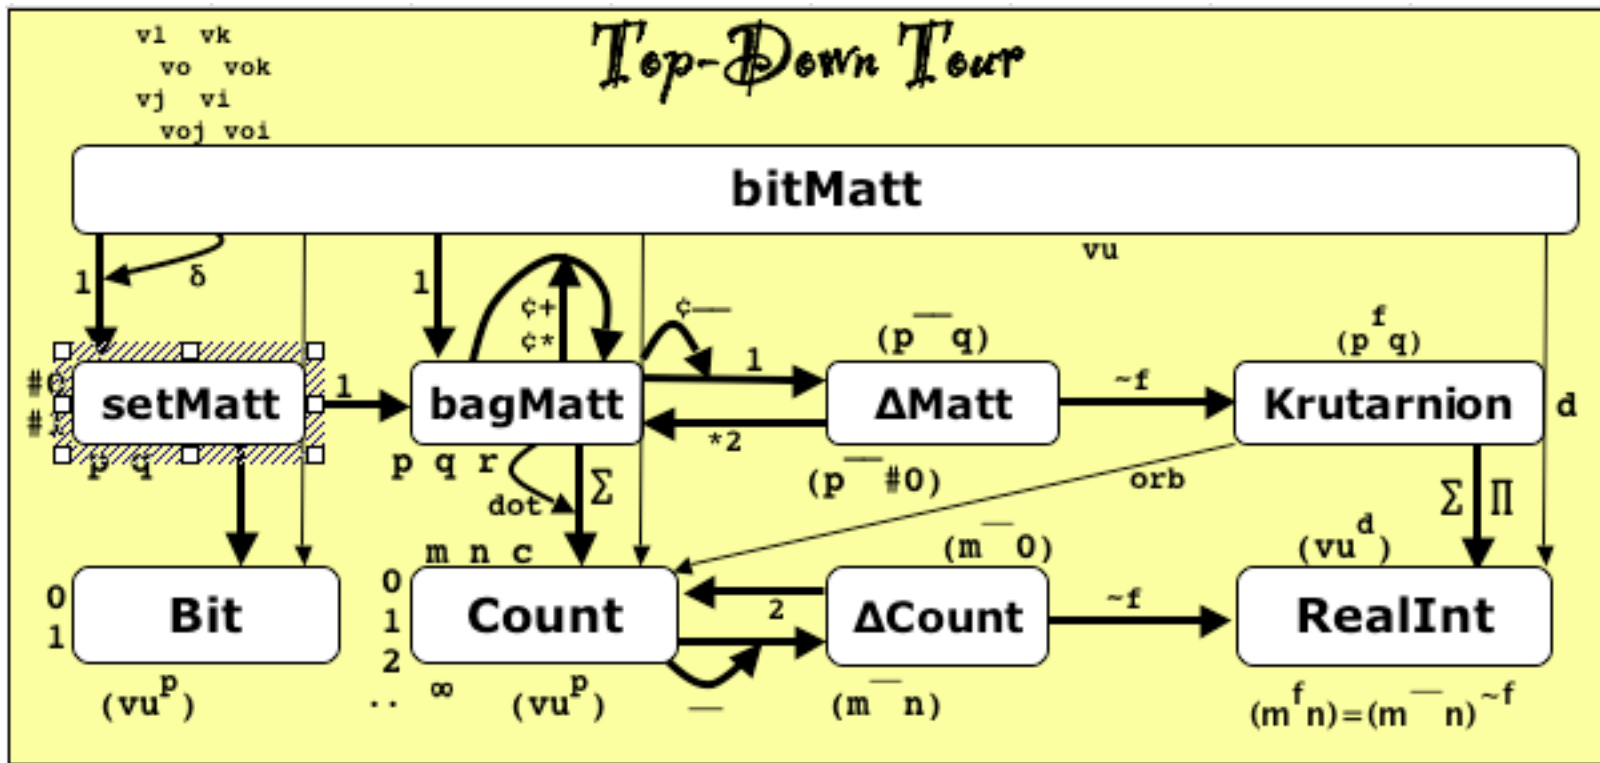 Top-Down Tour
vl vk
vo vok
vj vi
voj voi
bitMatt
vu
1
δ
1
¢+
¢*
¢——
(p¯¯q)
(p f q)
#0
#1
setMatt
1
bagMatt
1
ΔMatt
~f
Krutarnion
d
*2
p q
p q r
dot
Σ
(p¯¯#0)
orb
Σ ∏
m n c
(m¯0)
(vu d)
0
1
Bit
0
1
2
.. ∞
Count
2
ΔCount
~f
RealInt
(vu p)
(vu p)
—
(m¯n)
(m f n)=(m¯n)~f